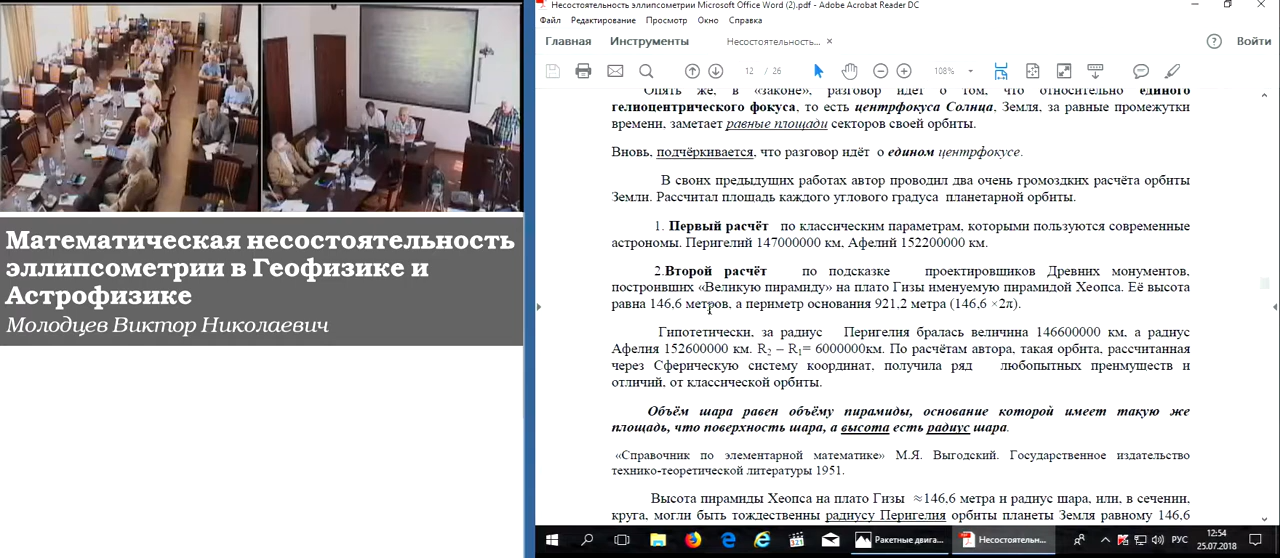 Математическая несостоятельность
эллипсометрии в Геофизике и
Астрофизике
Молодцев Виктор Николаевич
Несостоятельность эллипсометрии Microsoft Office Word (2).pdf - Adobe Acrobat Reader DC
Файл Редактирование Просмотр Окно Справка
Главная Инструменты Несостоятельность... × Войти
12 / 26 108%
Опять же, в «законе», разговор идёт о том, что относительно единого
гелиоцентрического фокуса, то есть центрфокуса Солнца, Земля, за равные промежутки
времени, заметает равные площади секторов своей орбиты.
Вновь, подчёркивается, что разговор идёт о едином центрфокусе.
В своих предыдущих работах автор проводил два очень громоздких расчёта орбиты
Земли. Рассчитал площадь каждого углового градуса планетарной орбиты.
1. Первый расчёт по классическим параметрам, которыми пользуются современные
астрономы. Перигелий 147000000 км, Афелий 152200000 км.
2.Второй расчёт по подсказке проектировщиков Древних монументов,
построивших «Великую пирамиду» на плато Гизы именуемую пирамидой Хеопса. Её высота
равна 146,6 метров, а периметр основания 921,2 метра (146,6 ×2π).
Гипотетически, за радиус Перигелия бралась величина 146600000 км, а радиус
Афелия 152600000 км. R₂ – R₁= 6000000км. По расчётам автора, такая орбита, рассчитанная
через Сферическую систему координат, получила ряд любопытных преимуществ и
отличий, от классической орбиты.
Объём шара равен объёму пирамиды, основание которой имеет такую же
площадь, что поверхность шара, а высота есть радиус шара.
«Справочник по элементарной математике» М.Я. Выгодский. Государственное издательство
технико-теоретической литературы 1951.
Высота пирамиды Хеопса на плато Гизы ≈146,6 метра и радиус шара, или, в сечении,
круга, могли быть тождественны радиусу Перигелия орбиты планеты Земля равному 146,6
Ракетные двига... Несостоятельн... РУС 12:54
25.07.2018